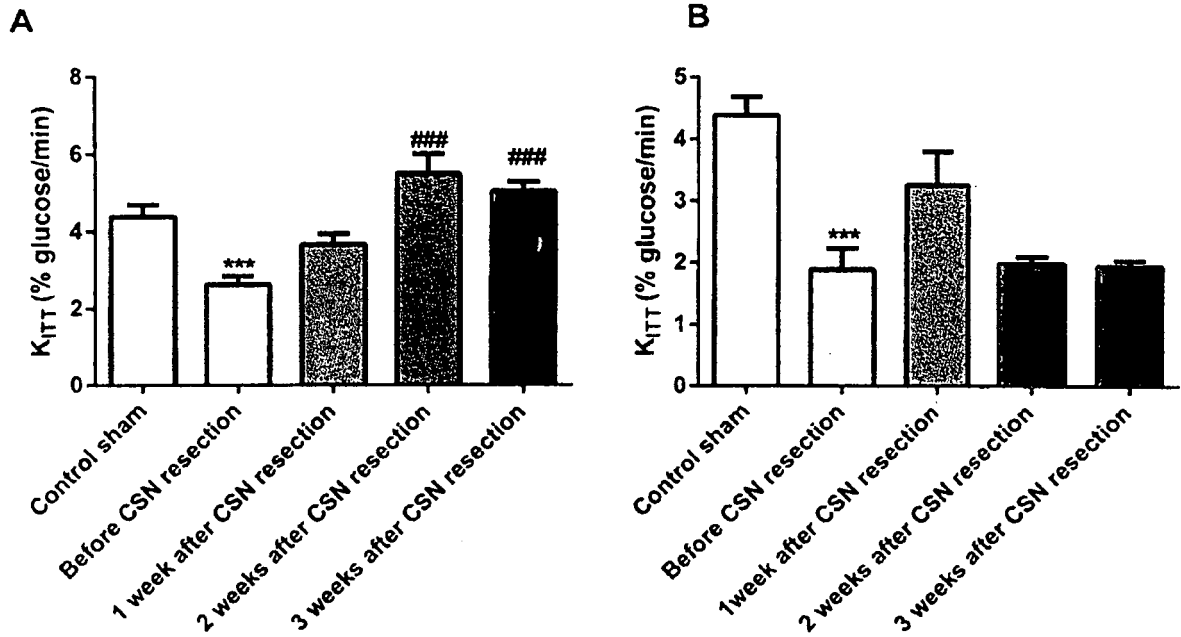 A
K_ITT (% glucose/min)
8
6
4
2
0
***
###
###
Control sham
Before CSN resection
1 week after CSN resection
2 weeks after CSN resection
3 weeks after CSN resection
B
K_ITT (% glucose/min)
5
4
3
2
1
0
***
Control sham
Before CSN resection
1week after CSN resection
2 weeks after CSN resection
3 weeks after CSN resection